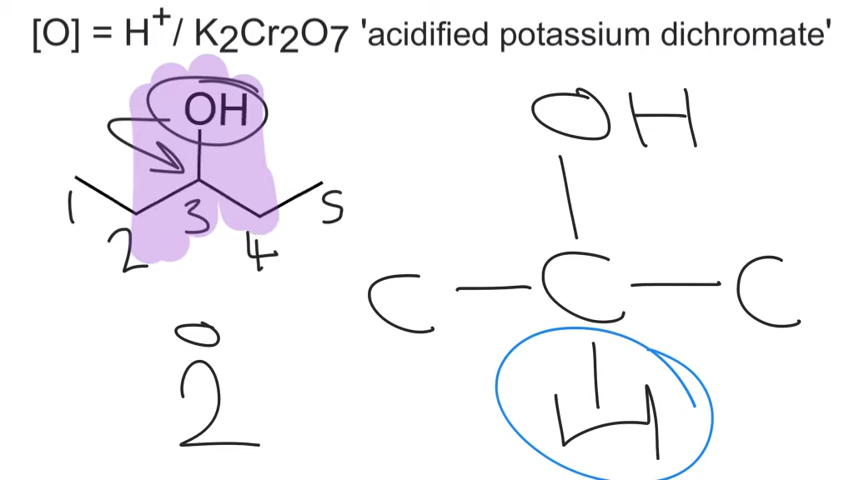 [O] = H⁺/ K2Cr2O7 'acidified potassium dichromate'
OH
1 2 3 4 5
2°
OH
C — C — C
H